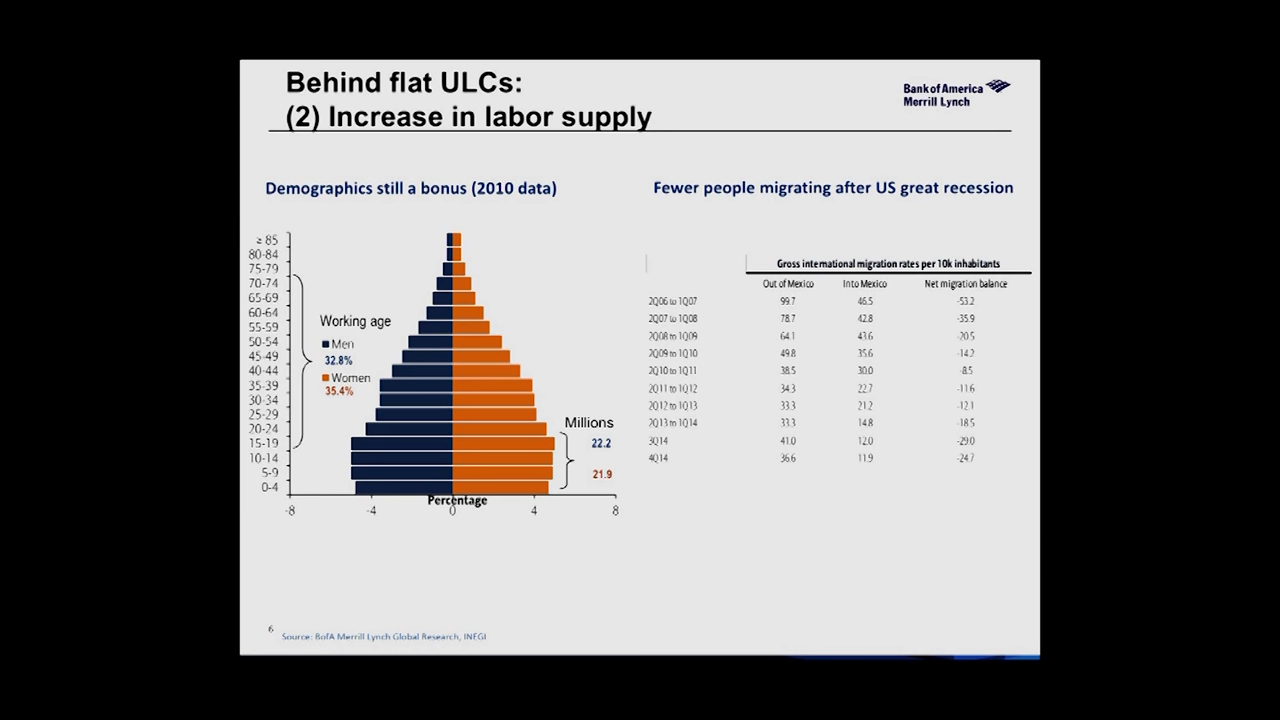 Behind flat ULCs:
(2) Increase in labor supply
Bank of America
Merrill Lynch
Demographics still a bonus (2010 data)
≥ 85
80-84
75-79
70-74
65-69
60-64
55-59
50-54
45-49
40-44
35-39
30-34
25-29
20-24
15-19
10-14
5-9
0-4
Working age
Men
32.8%
Women
35.4%
Millions
22.2
21.9
Percentage
-8 -4 0 4 8
Fewer people migrating after US great recession
Gross international migration rates per 10k inhabitants
Out of Mexico Into Mexico Net migration balance
2Q06 to 1Q07 99.7 46.5 -53.2
2Q07 to 1Q08 78.7 42.8 -35.9
2Q08 to 1Q09 64.1 43.6 -20.5
2Q09 to 1Q10 49.8 35.6 -14.2
2Q10 to 1Q11 38.5 30.0 -8.5
2Q11 to 1Q12 34.3 22.7 -11.6
2Q12 to 1Q13 33.3 21.2 -12.1
2Q13 to 1Q14 33.3 14.8 -18.5
3Q14 41.0 12.0 -29.0
4Q14 36.6 11.9 -24.7
6
Source: BofA Merrill Lynch Global Research, INEGI